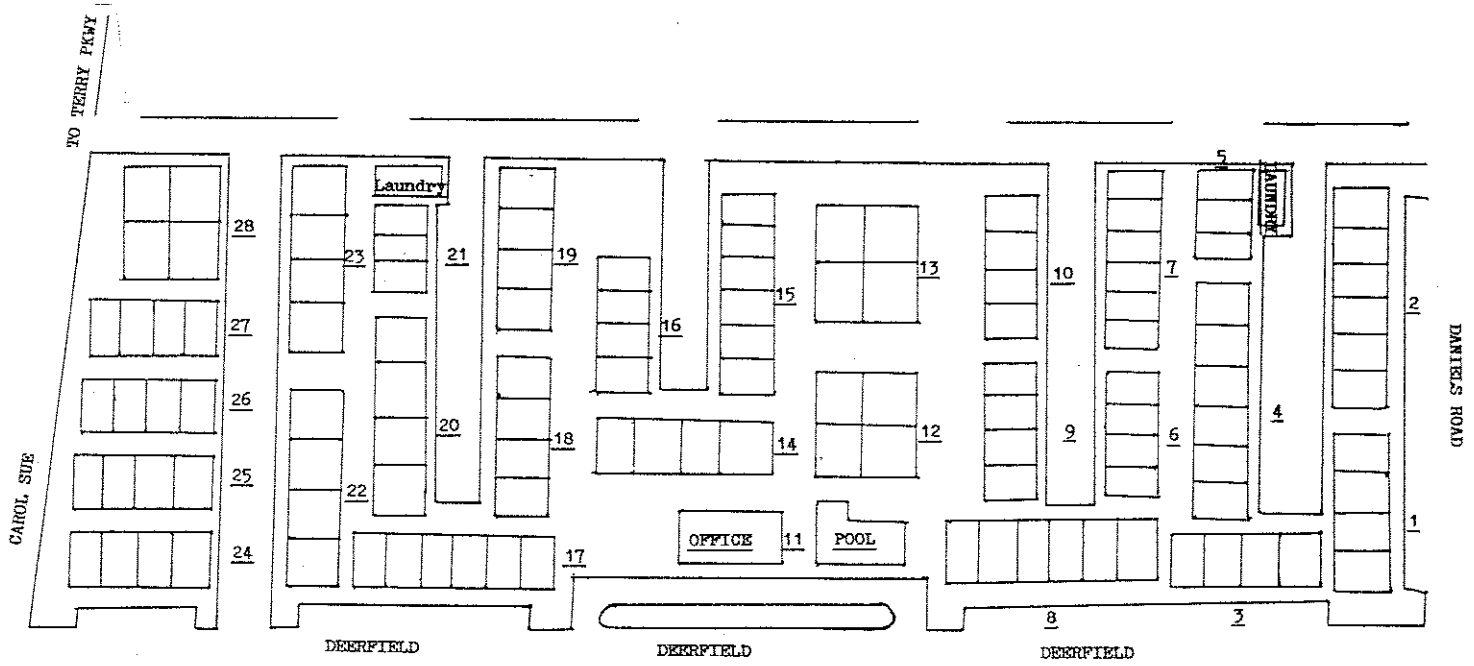 TO TERRY PKWY
5
Laundry
LAUNDRY
28
23
21
19
13
10
7
15
2
27
16
DANIELS ROAD
26
20
18
14
12
9
6
4
CAROL SUE
25
22
1
24
17
OFFICE
11
POOL
8
3
DEERFIELD
DEERFIELD
DEERFIELD